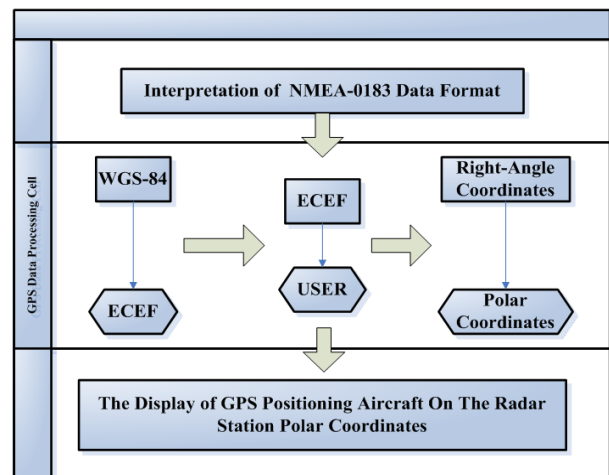 Interpretation of NMEA-0183 Data Format
GPS Data Processing Cell
WGS-84
ECEF
ECEF
USER
Right-Angle
Coordinates
Polar
Coordinates
The Display of GPS Positioning Aircraft On The Radar
Station Polar Coordinates